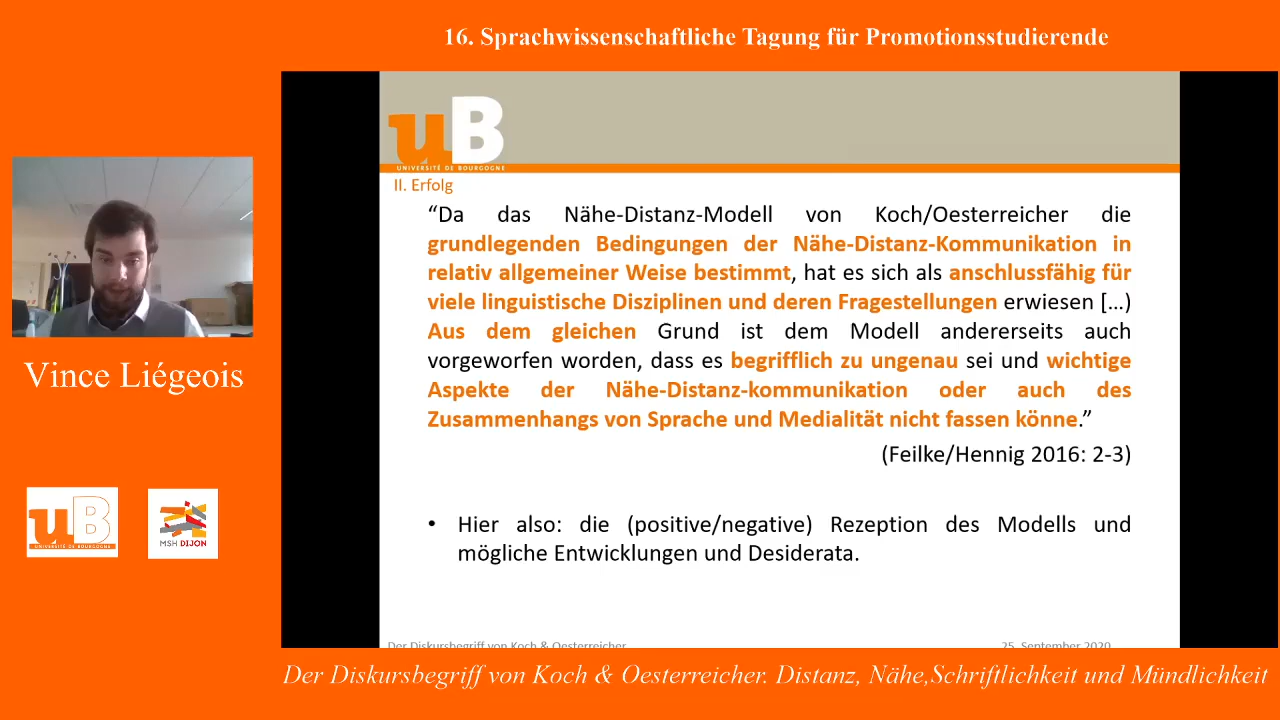 16. Sprachwissenschaftliche Tagung für Promotionsstudierende
uB
UNIVERSITÉ DE BOURGOGNE
II. Erfolg
“Da das Nähe-Distanz-Modell von Koch/Oesterreicher die
grundlegenden Bedingungen der Nähe-Distanz-Kommunikation in
relativ allgemeiner Weise bestimmt, hat es sich als anschlussfähig für
viele linguistische Disziplinen und deren Fragestellungen erwiesen […)
Aus dem gleichen Grund ist dem Modell andererseits auch
vorgeworfen worden, dass es begrifflich zu ungenau sei und wichtige
Aspekte der Nähe-Distanz-kommunikation oder auch des
Zusammenhangs von Sprache und Medialität nicht fassen könne.”
(Feilke/Hennig 2016: 2-3)
• Hier also: die (positive/negative) Rezeption des Modells und
mögliche Entwicklungen und Desiderata.
Der Diskursbegriff von Koch & Oesterreicher 25. September 2020
Vince Liégeois
uB
UNIVERSITÉ DE BOURGOGNE
MSH DIJON
Der Diskursbegriff von Koch & Oesterreicher. Distanz, Nähe,Schriftlichkeit und Mündlichkeit